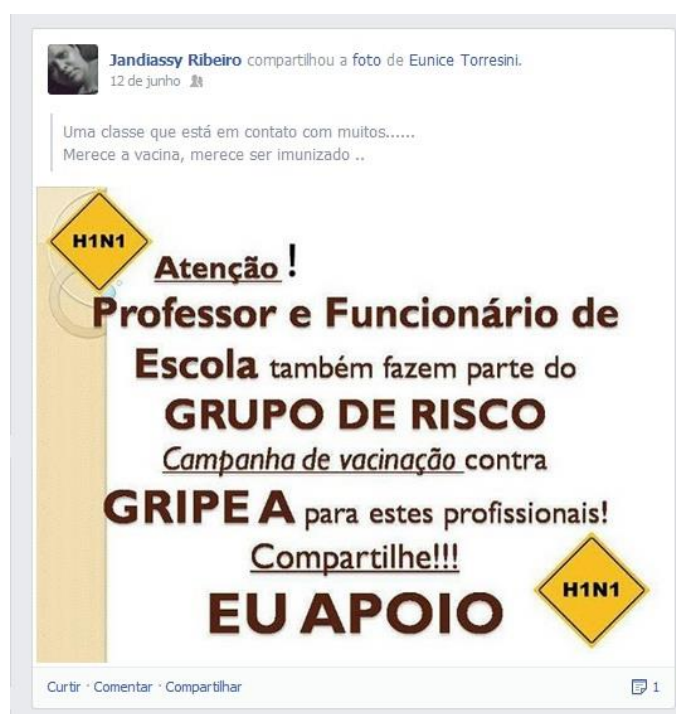 Jandiassy Ribeiro compartilhou a foto de Eunice Torresini.
12 de junho
Uma classe que está em contato com muitos......
Merece a vacina, merece ser imunizado ..
H1N1
Atenção !
Professor e Funcionário de
Escola também fazem parte do
GRUPO DE RISCO
Campanha de vacinação contra
GRIPE A para estes profissionais!
Compartilhe!!!
H1N1
EU APOIO
Curtir · Comentar · Compartilhar
1